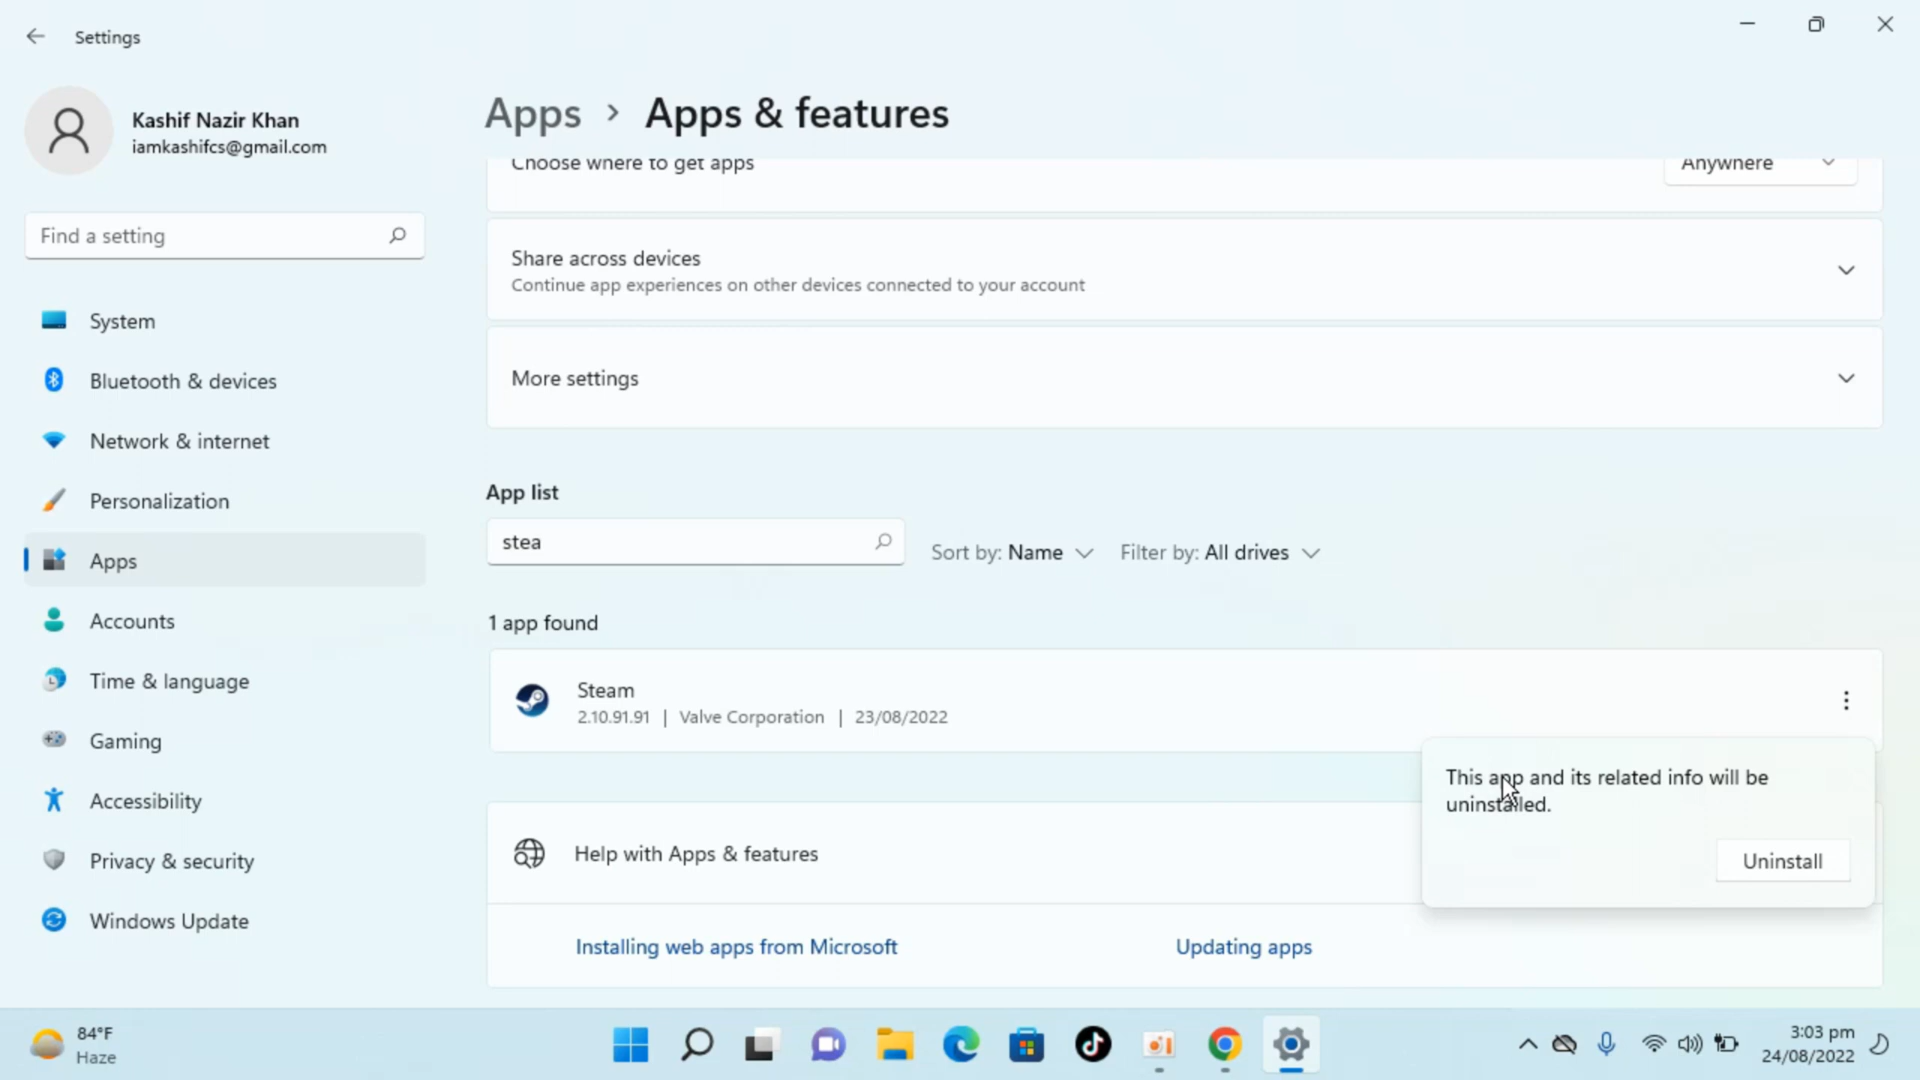 Settings
Kashif Nazir Khan
iamkashifcs@gmail.com
Find a setting
System
Bluetooth & devices
Network & internet
Personalization
Apps
Accounts
Time & language
Gaming
Accessibility
Privacy & security
Windows Update
Apps > Apps & features
Choose where to get apps
Anywhere
Share across devices
Continue app experiences on other devices connected to your account
More settings
App list
stea
Sort by: Name
Filter by: All drives
1 app found
Steam
2.10.91.91 | Valve Corporation | 23/08/2022
This app and its related info will be
uninstalled.
Uninstall
Help with Apps & features
Installing web apps from Microsoft
Updating apps
84°F
Haze
3:03 pm
24/08/2022